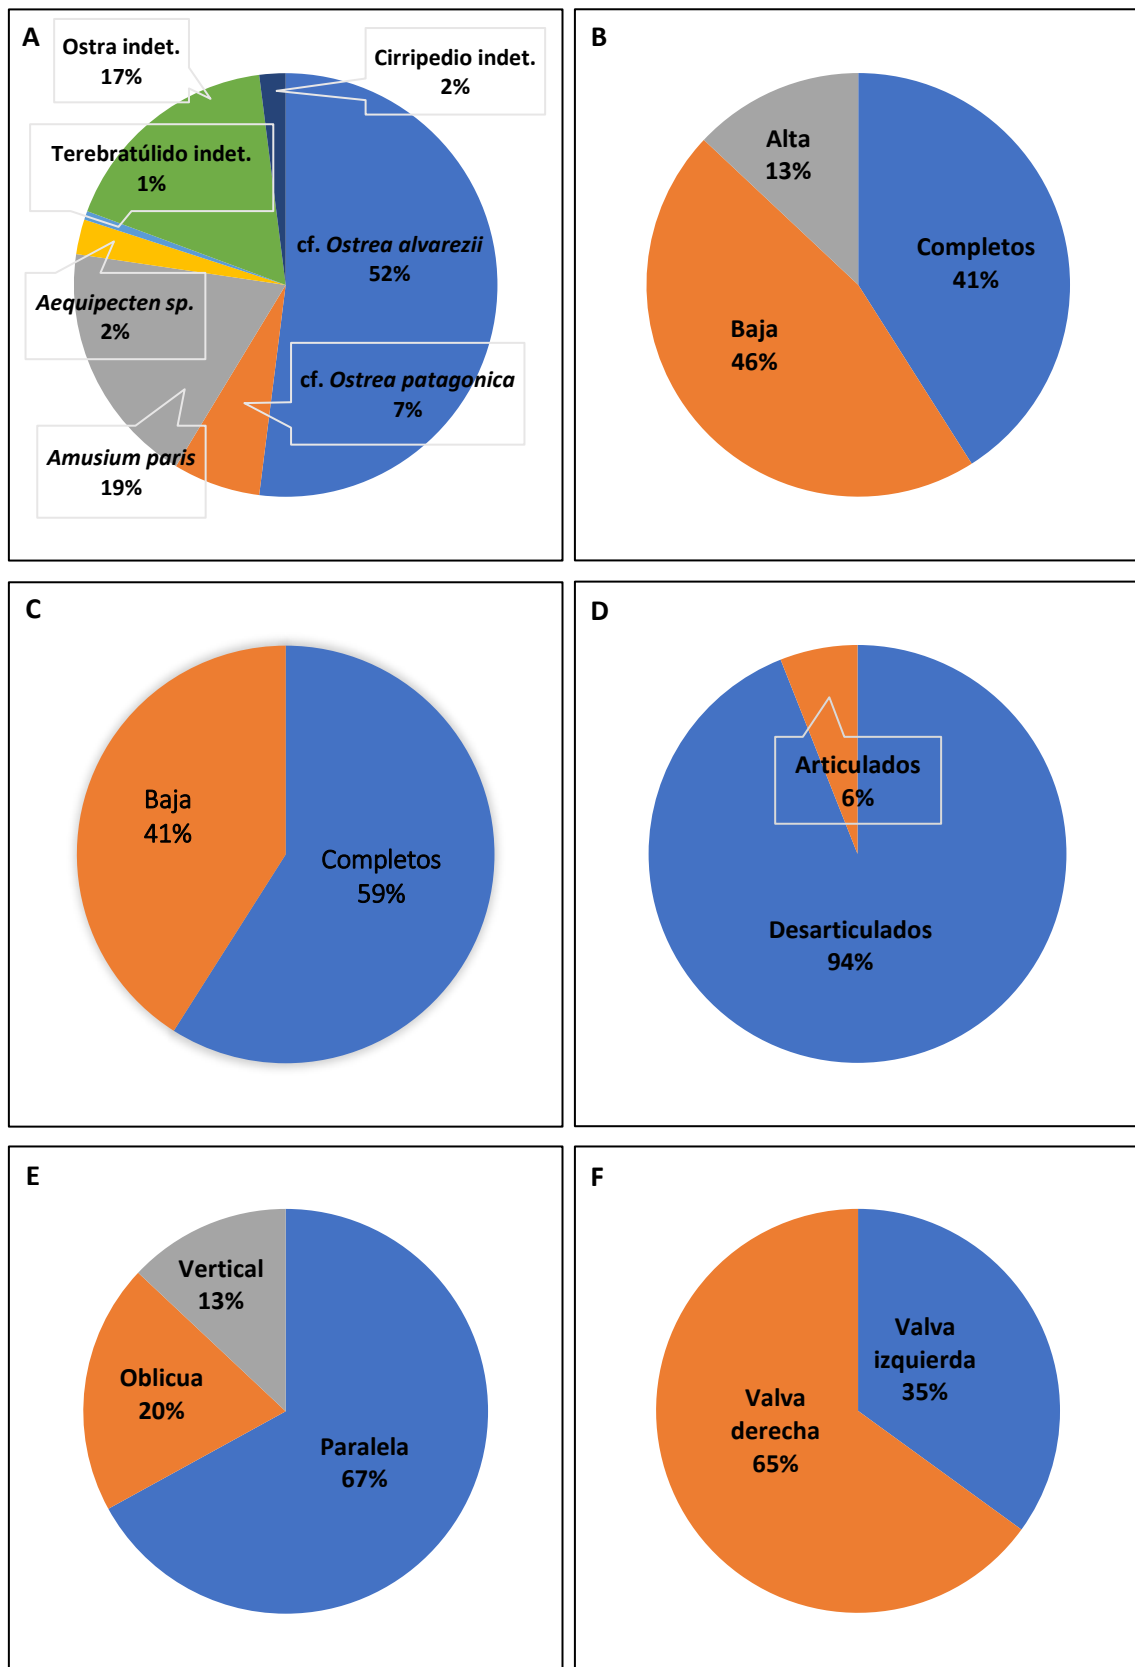 A
Ostra indet.
17%
Cirripedio indet.
2%
Terebratúlido indet.
1%
cf. Ostrea alvarezii
52%
Aequipecten sp.
2%
cf. Ostrea patagonica
7%
Amusium paris
19%
B
Alta
13%
Completos
41%
Baja
46%
C
Baja
41%
Completos
59%
D
Articulados
6%
Desarticulados
94%
E
Vertical
13%
Oblicua
20%
Paralela
67%
F
Valva
izquierda
35%
Valva
derecha
65%